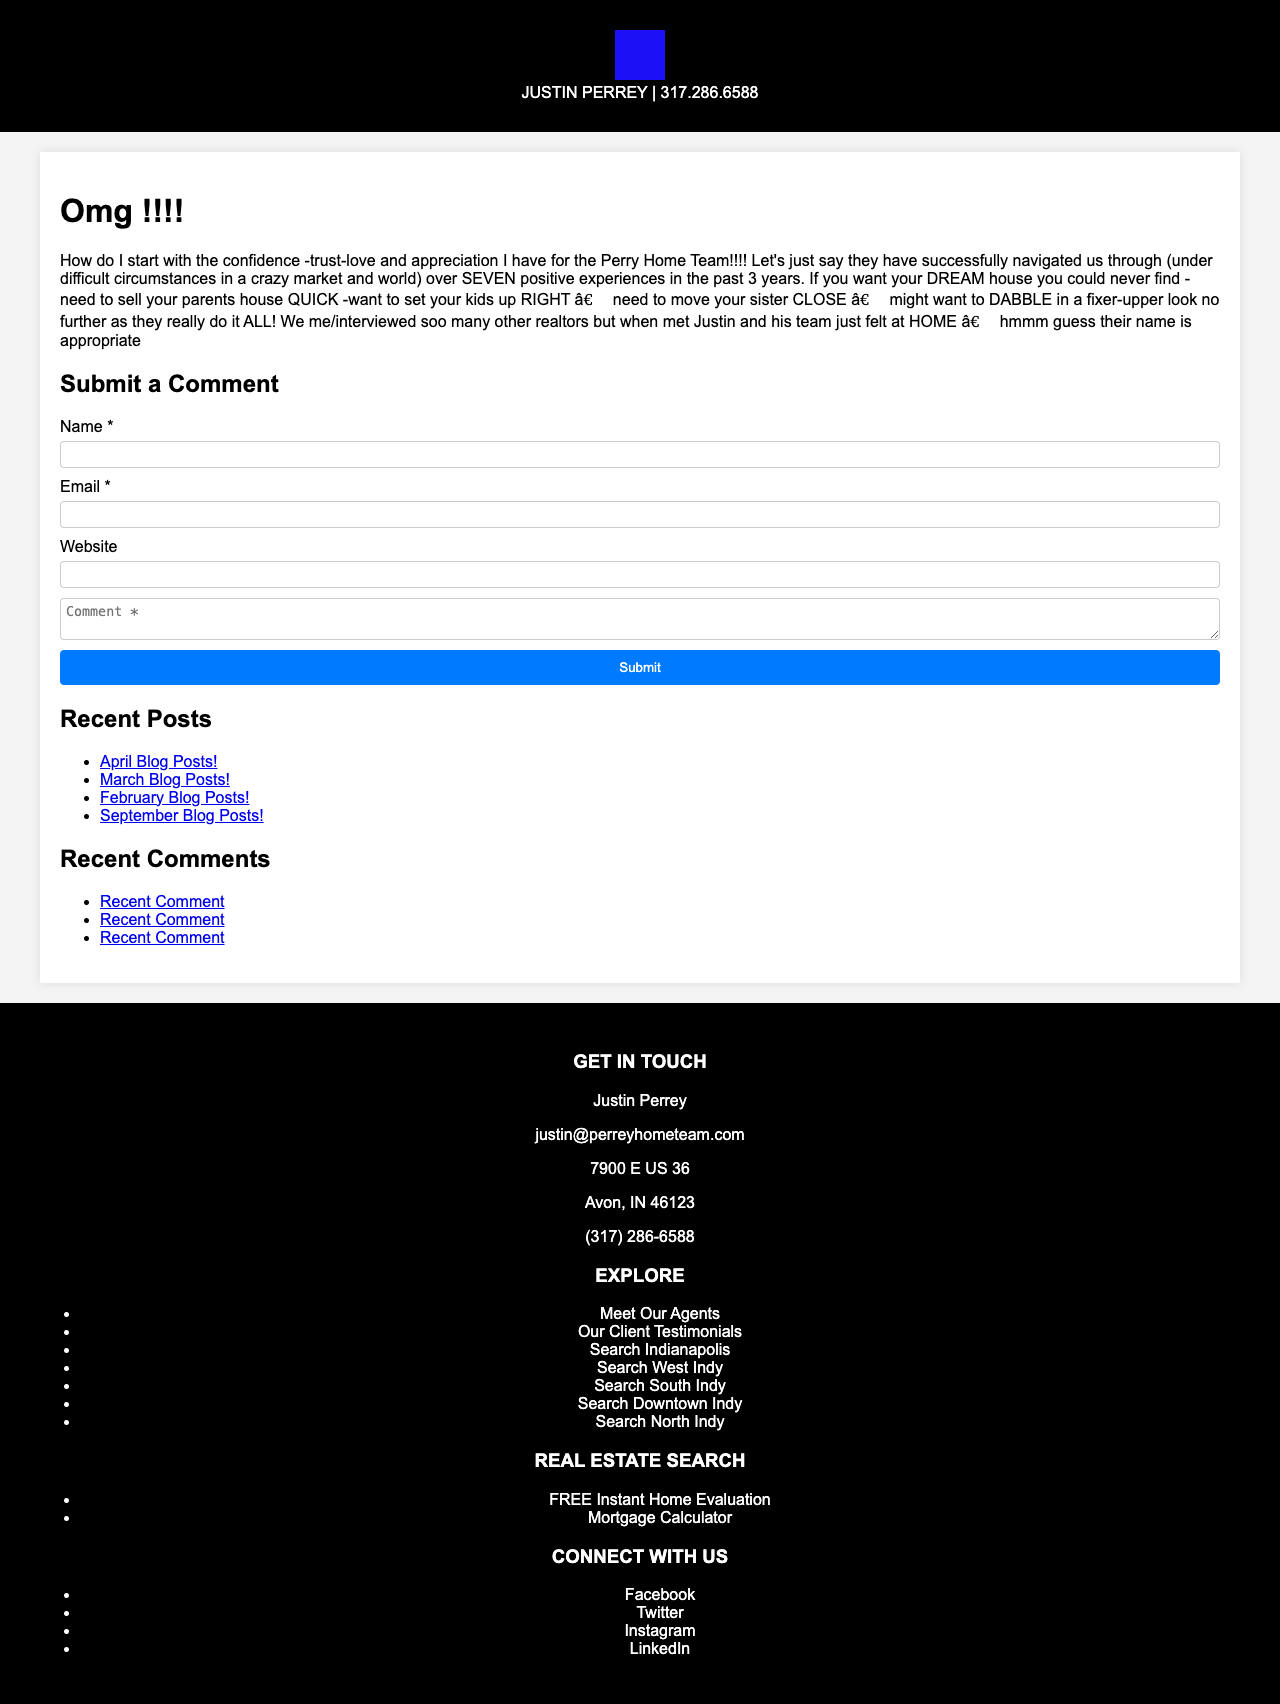 JUSTIN PERREY | 317.286.6588
Omg !!!!
How do I start with the confidence -trust-love and appreciation I have for the Perry Home Team!!!! Let's just say they have successfully navigated us through (under
difficult circumstances in a crazy market and world) over SEVEN positive experiences in the past 3 years. If you want your DREAM house you could never find -
need to sell your parents house QUICK -want to set your kids up RIGHT â€ need to move your sister CLOSE â€ might want to DABBLE in a fixer-upper look no
further as they really do it ALL! We me/interviewed soo many other realtors but when met Justin and his team just felt at HOME â€ hmmm guess their name is
appropriate
Submit a Comment
Name *
Email *
Website
Comment *
Submit
Recent Posts
• April Blog Posts!
• March Blog Posts!
• February Blog Posts!
• September Blog Posts!
Recent Comments
• Recent Comment
• Recent Comment
• Recent Comment
GET IN TOUCH
Justin Perrey
justin@perreyhometeam.com
7900 E US 36
Avon, IN 46123
(317) 286-6588
EXPLORE
• Meet Our Agents
• Our Client Testimonials
• Search Indianapolis
• Search West Indy
• Search South Indy
• Search Downtown Indy
• Search North Indy
REAL ESTATE SEARCH
• FREE Instant Home Evaluation
• Mortgage Calculator
CONNECT WITH US
• Facebook
• Twitter
• Instagram
• LinkedIn